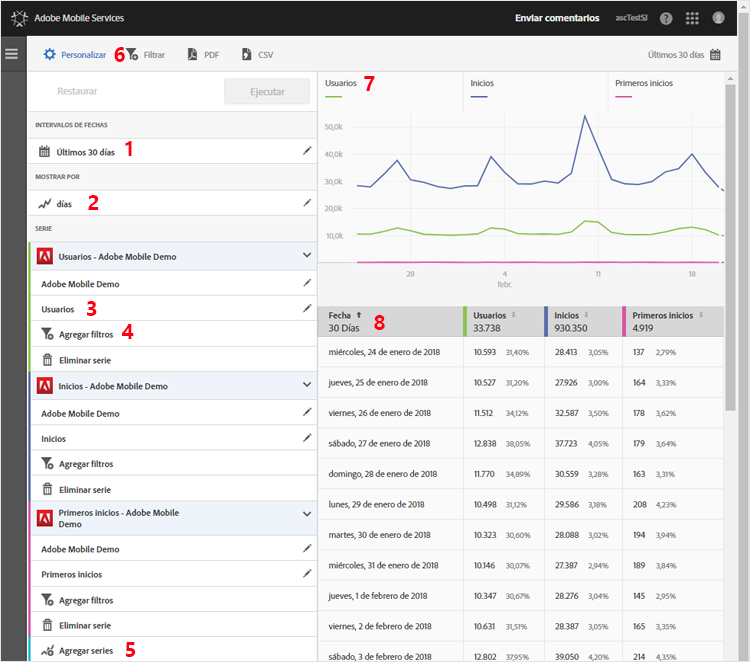 Adobe Mobile Services
Enviar comentarios ascTestSJ ?
Personalizar 6 Filtrar PDF CSV Últimos 30 días
Restaurar Ejecutar
INTERVALOS DE FECHAS
Últimos 30 días 1
MOSTRAR POR
días 2
SERIE
Usuarios - Adobe Mobile Demo
Adobe Mobile Demo
Usuarios 3
Agregar filtros 4
Eliminar serie
Inicios - Adobe Mobile Demo
Adobe Mobile Demo
Inicios
Agregar filtros
Eliminar serie
Primeros inicios - Adobe Mobile
Demo
Adobe Mobile Demo
Primeros inicios
Agregar filtros
Eliminar serie
Agregar series 5
Usuarios 7 Inicios Primeros inicios
50,0k
40,0k
30,0k
20,0k
10,0k
28 4 11 18
febr.
Fecha Usuarios Inicios Primeros inicios
30 Días 8 33.738 930.350 4.919
miércoles, 24 de enero de 2018 10.593 31,40% 28.413 3,05% 137 2,79%
jueves, 25 de enero de 2018 10.527 31,20% 27.926 3,00% 164 3,33%
viernes, 26 de enero de 2018 11.512 34,12% 32.587 3,50% 178 3,62%
sábado, 27 de enero de 2018 12.838 38,05% 37.723 4,05% 179 3,64%
domingo, 28 de enero de 2018 11.770 34,89% 30.559 3,28% 163 3,31%
lunes, 29 de enero de 2018 10.498 31,12% 29.586 3,18% 208 4,23%
martes, 30 de enero de 2018 10.323 30,60% 28.088 3,02% 194 3,94%
miércoles, 31 de enero de 2018 10.146 30,07% 27.387 2,94% 189 3,84%
jueves, 1 de febrero de 2018 10.347 30,67% 28.276 3,04% 145 2,95%
viernes, 2 de febrero de 2018 10.631 31,51% 28.387 3,05% 165 3,35%
sábado, 3 de febrero de 2018 12.802 37,95% 39.050 4,20% 214 4,35%